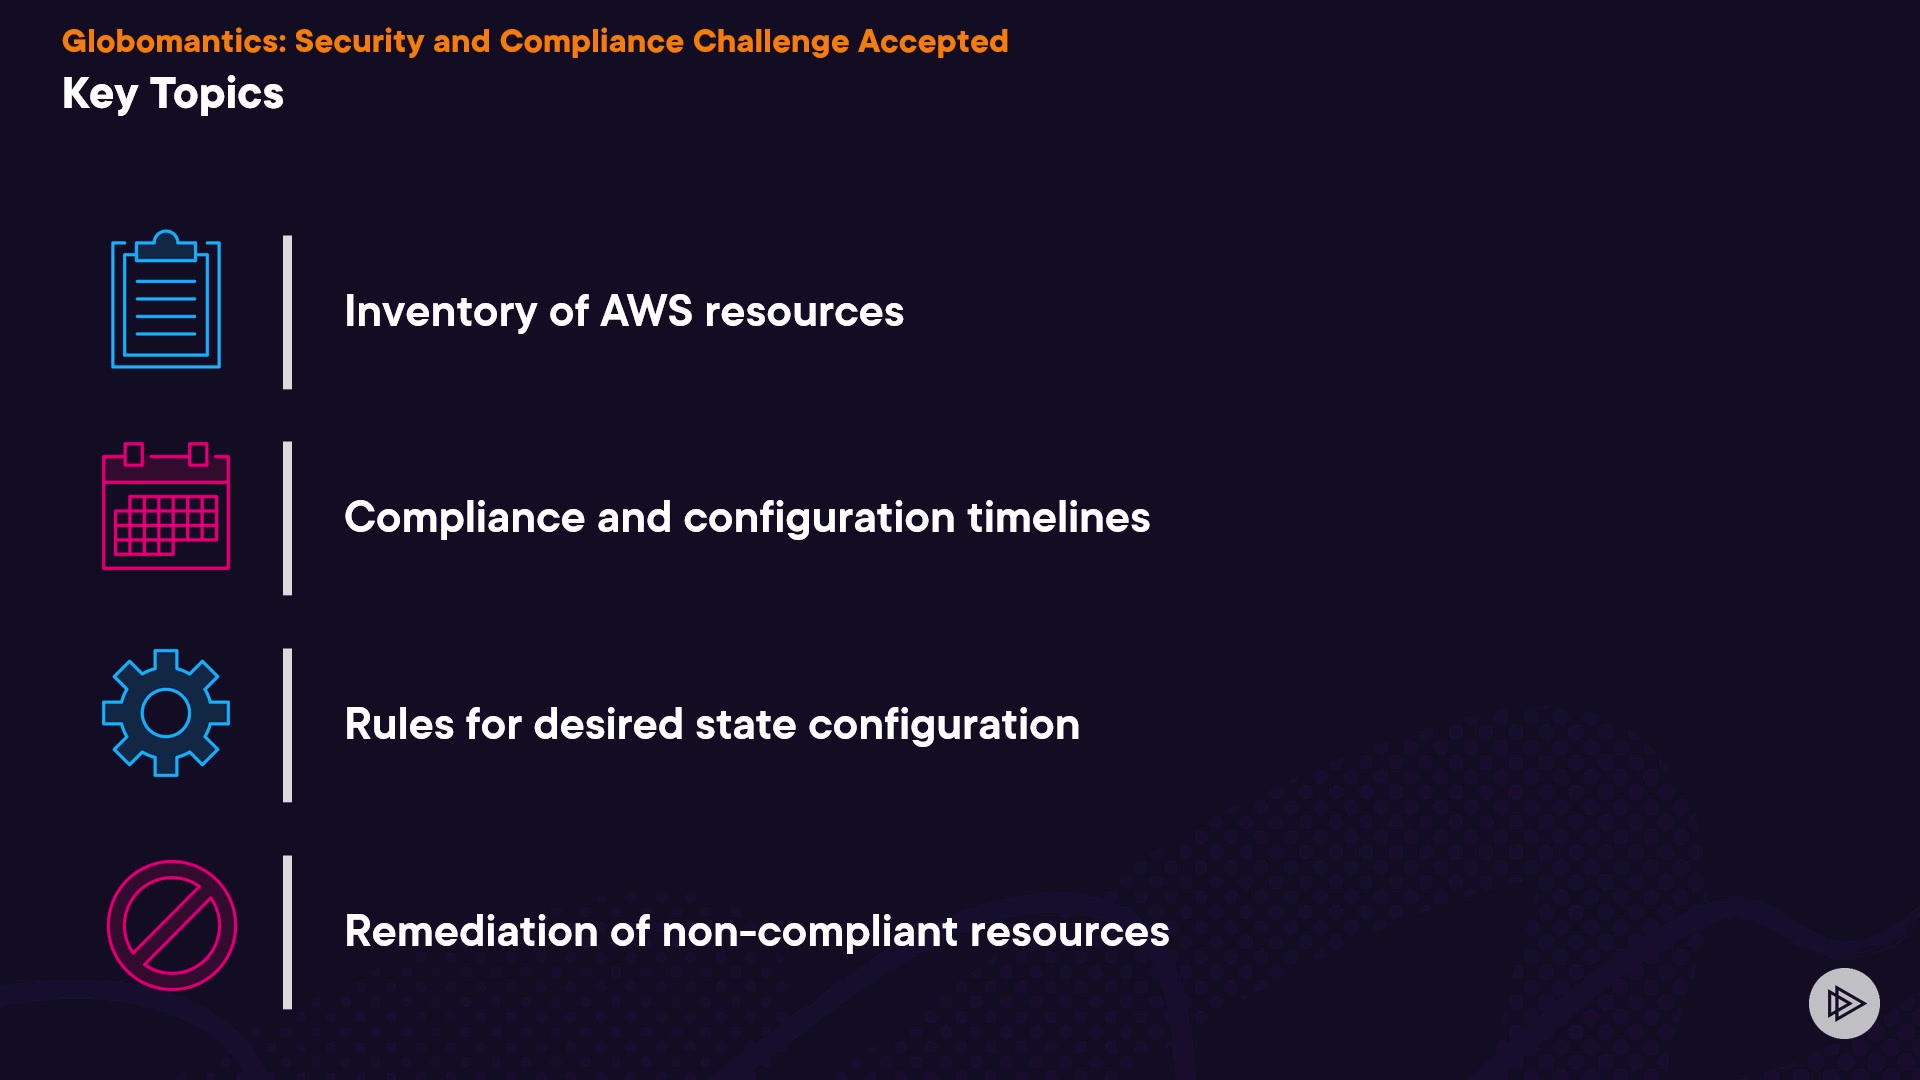 Globomantics: Security and Compliance Challenge Accepted
Key Topics
Inventory of AWS resources
Compliance and configuration timelines
Rules for desired state configuration
Remediation of non-compliant resources